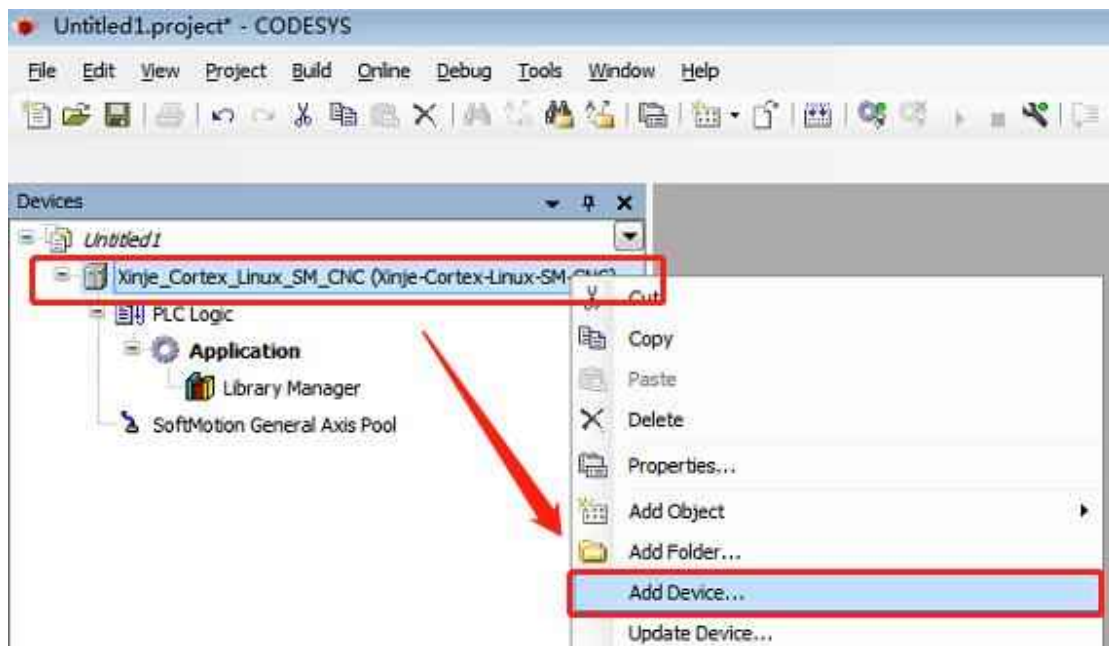 Untitled1.project* - CODESYS
File Edit View Project Build Online Debug Tools Window Help
Devices
Untitled1
Xinje_Cortex_Linux_SM_CNC (Xinje-Cortex-Linux-SM-CNC)
PLC Logic
Application
Library Manager
SoftMotion General Axis Pool
Cut
Copy
Paste
Delete
Properties...
Add Object
Add Folder...
Add Device...
Update Device...